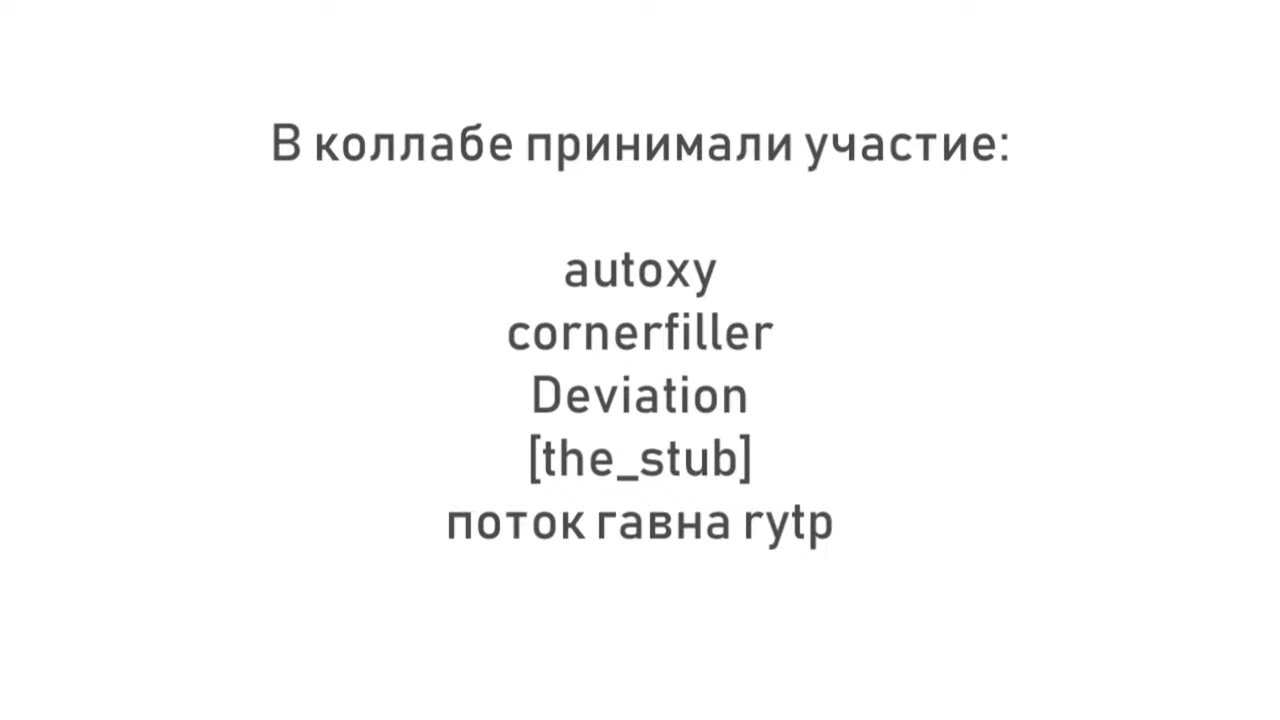 В коллабе принимали участие:
autoxy
cornerfiller
Deviation
[the_stub]
поток гавна rytp